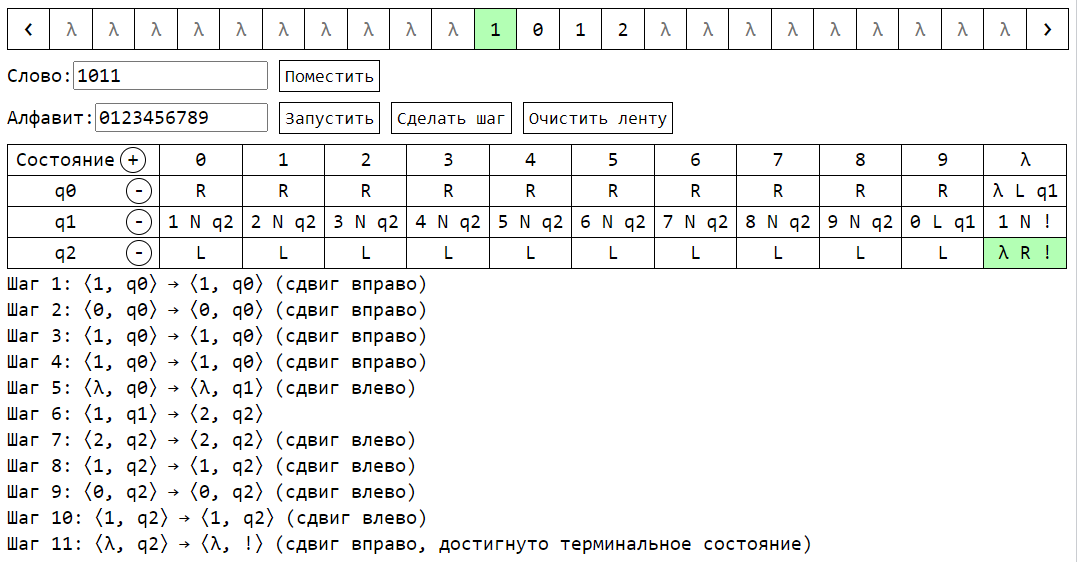 < λ λ λ λ λ λ λ λ λ λ 1 0 1 2 λ λ λ λ λ λ λ λ λ >
Слово: 1011 Поместить
Алфавит: 0123456789 Запустить Сделать шаг Очистить ленту
Состояние + 0 1 2 3 4 5 6 7 8 9 λ
q0 - R R R R R R R R R R λ L q1
q1 - 1 N q2 2 N q2 3 N q2 4 N q2 5 N q2 6 N q2 7 N q2 8 N q2 9 N q2 0 L q1 1 N !
q2 - L L L L L L L L L L λ R !
Шаг 1: ⟨1, q0⟩ → ⟨1, q0⟩ (сдвиг вправо)
Шаг 2: ⟨0, q0⟩ → ⟨0, q0⟩ (сдвиг вправо)
Шаг 3: ⟨1, q0⟩ → ⟨1, q0⟩ (сдвиг вправо)
Шаг 4: ⟨1, q0⟩ → ⟨1, q0⟩ (сдвиг вправо)
Шаг 5: ⟨λ, q0⟩ → ⟨λ, q1⟩ (сдвиг влево)
Шаг 6: ⟨1, q1⟩ → ⟨2, q2⟩
Шаг 7: ⟨2, q2⟩ → ⟨2, q2⟩ (сдвиг влево)
Шаг 8: ⟨1, q2⟩ → ⟨1, q2⟩ (сдвиг влево)
Шаг 9: ⟨0, q2⟩ → ⟨0, q2⟩ (сдвиг влево)
Шаг 10: ⟨1, q2⟩ → ⟨1, q2⟩ (сдвиг влево)
Шаг 11: ⟨λ, q2⟩ → ⟨λ, !⟩ (сдвиг вправо, достигнуто терминальное состояние)